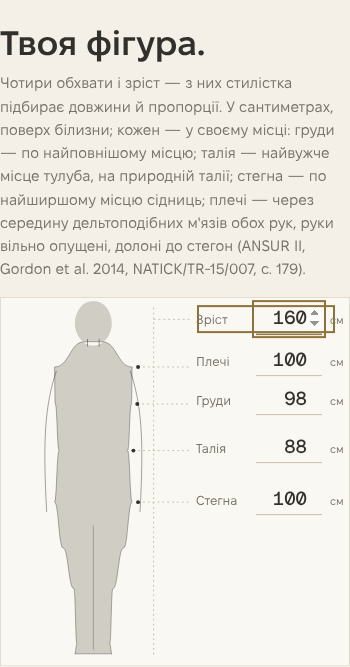 Твоя фігура.
Чотири обхвати і зріст — з них стилістка
підбирає довжини й пропорції. У сантиметрах,
поверх білизни; кожен — у своєму місці: груди
— по найповнішому місцю; талія — найвужче
місце тулуба, на природній талії; стегна — по
найширшому місцю сідниць; плечі — через
середину дельтоподібних м'язів обох рук, руки
вільно опущені, долоні до стегон (ANSUR II,
Gordon et al. 2014, NATICK/TR-15/007, с. 179).
Зріст 160 см
Плечі 100 см
Груди 98 см
Талія 88 см
Стегна 100 см